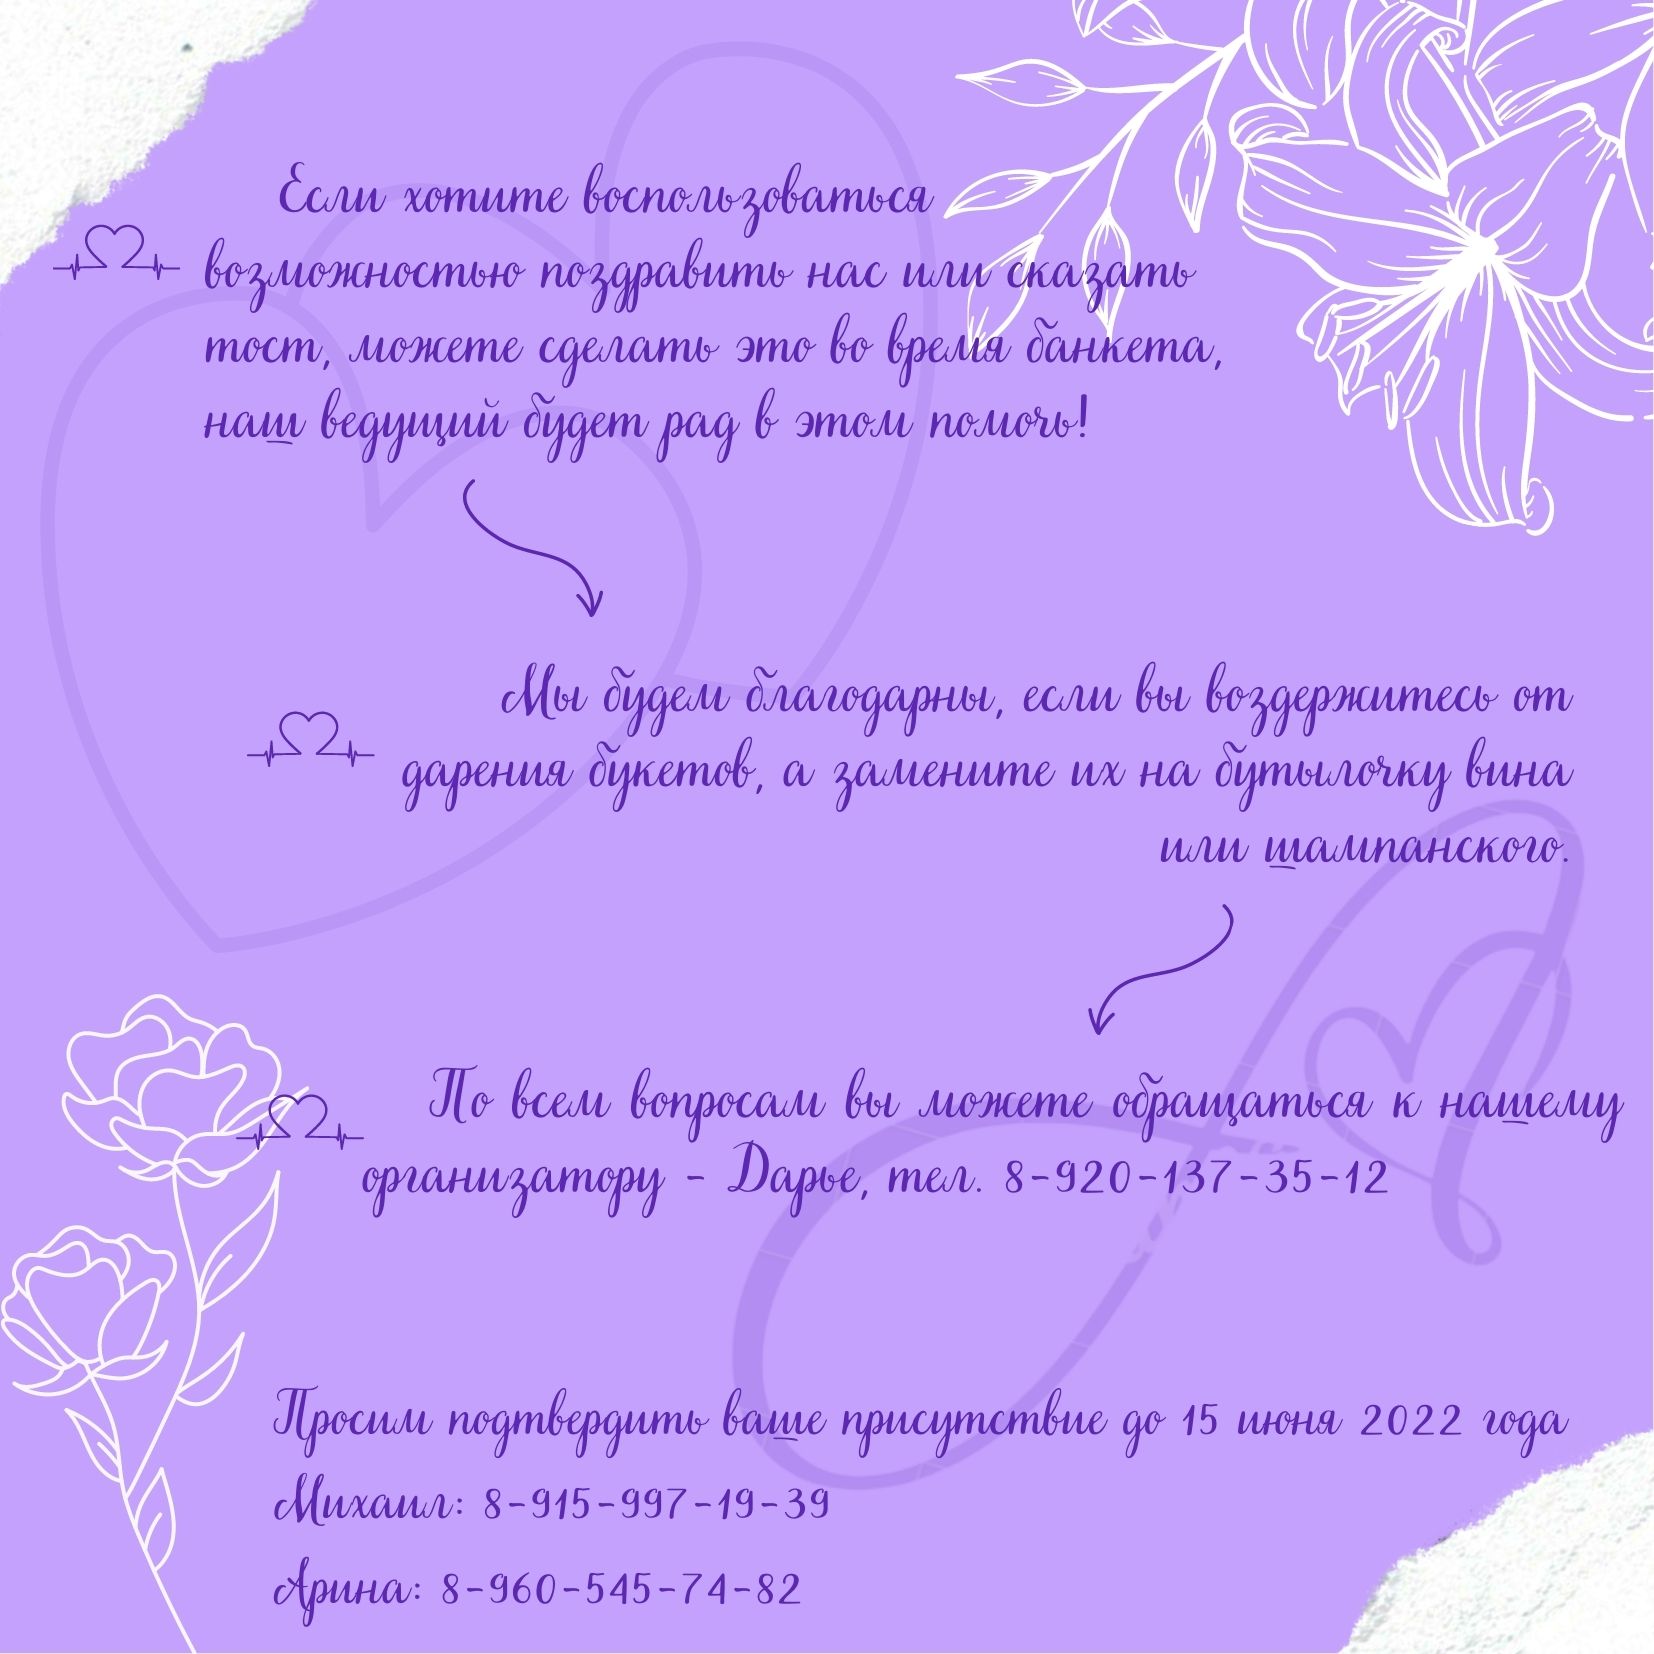 Если хотите воспользоваться
возможностью поздравить нас или сказать
тост, можете сделать это во время банкета,
наш ведущий будет рад в этом помочь!
Мы будем благодарны, если вы воздержитесь от
дарения букетов, а замените их на бутылочку вина
или шампанского.
По всем вопросам вы можете обращаться к нашему
организатору - Дарье, тел. 8-920-137-35-12
Просим подтвердить ваше присутствие до 15 июня 2022 года
Михаил: 8-915-997-19-39
Арина: 8-960-545-74-82